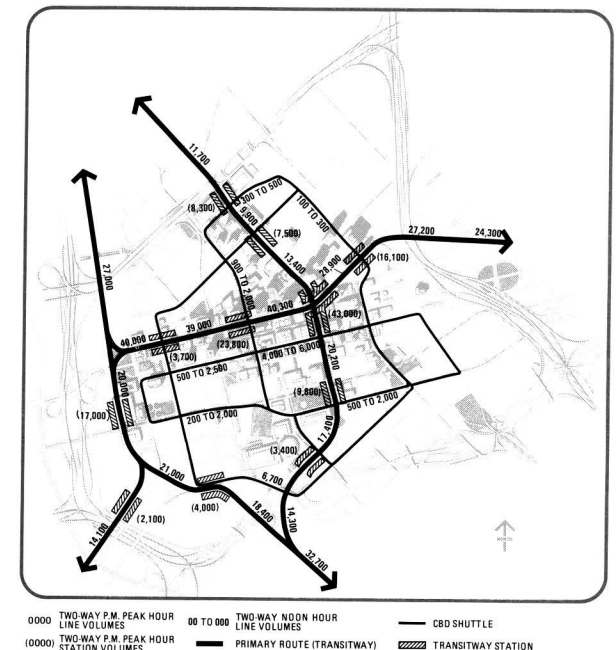 11,700
(8,300)
300 TO 500
9,900
100 TO 300
(7,500)
27,200
24,300
13,400
28,900
(16,100)
900 TO 2,000
27,000
40,300
39,000
40,000
(43,000)
(3,700)
(23,800)
4,000 TO 6,000
20,200
500 TO 2,500
20,000
(9,800)
500 TO 2,000
(17,000)
200 TO 2,000
17,400
(3,400)
21,000
6,700
(4,000)
18,400
14,300
(2,100)
14,100
32,700
NORTH
0000 TWO-WAY P.M. PEAK HOUR LINE VOLUMES
00 TO 000 TWO-WAY NOON HOUR LINE VOLUMES
CBD SHUTTLE
(0000) TWO-WAY P.M. PEAK HOUR STATION VOLUMES
PRIMARY ROUTE (TRANSITWAY)
TRANSITWAY STATION